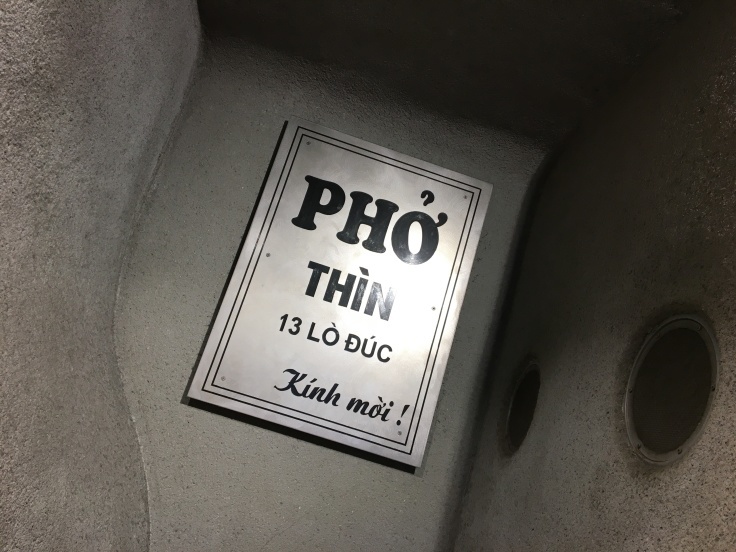 PHỞ
THÌN
13 LÒ ĐÚC
Kính mời !